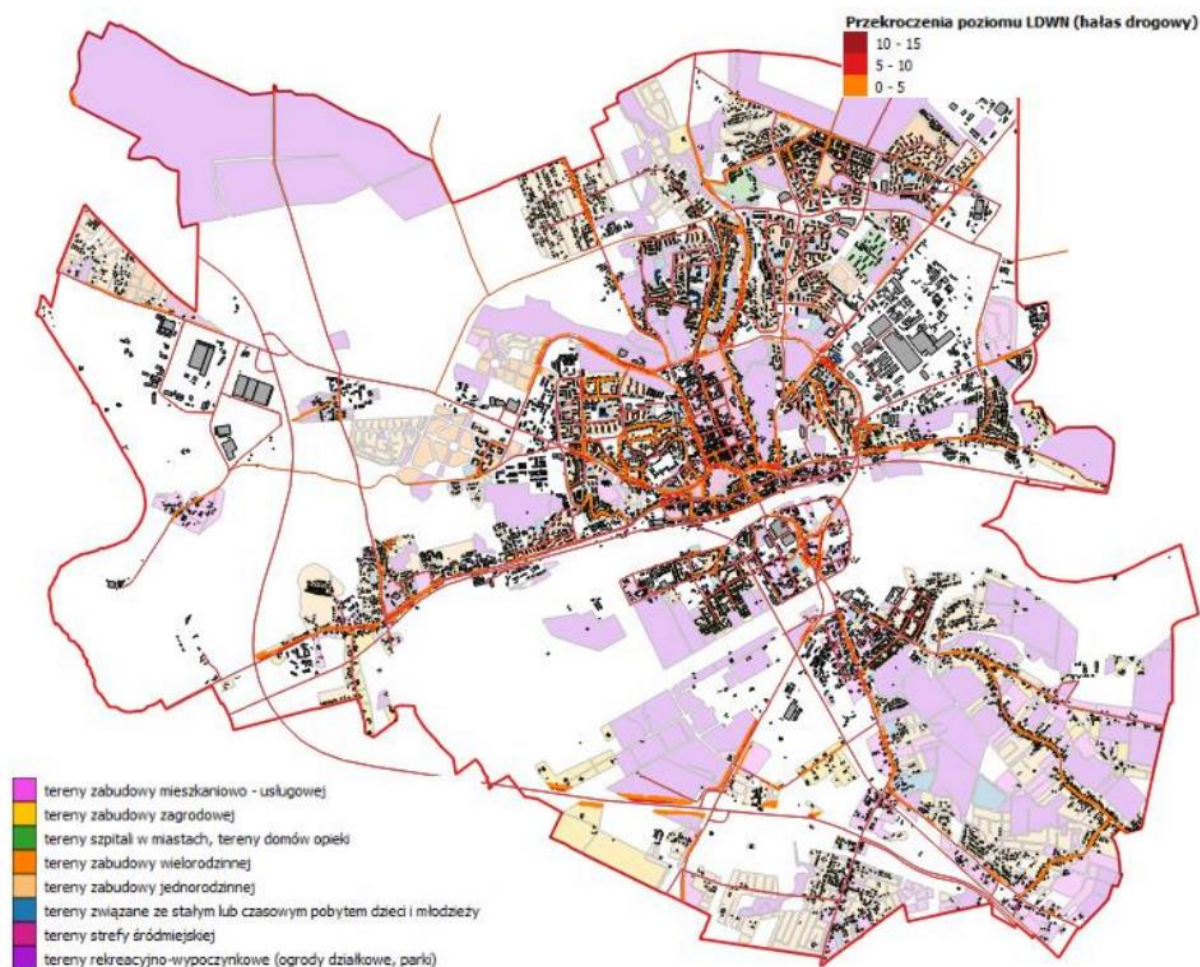 Przekroczenia poziomu LDWN (hałas drogowy)
10 - 15
5 - 10
0 - 5
tereny zabudowy mieszkaniowo - usługowej
tereny zabudowy zagrodowej
tereny szpitali w miastach, tereny domów opieki
tereny zabudowy wielorodzinnej
tereny zabudowy jednorodzinnej
tereny związane ze stałym lub czasowym pobytem dzieci i młodzieży
tereny strefy śródmiejskiej
tereny rekreacyjno-wypoczynkowe (ogrody działkowe, parki)